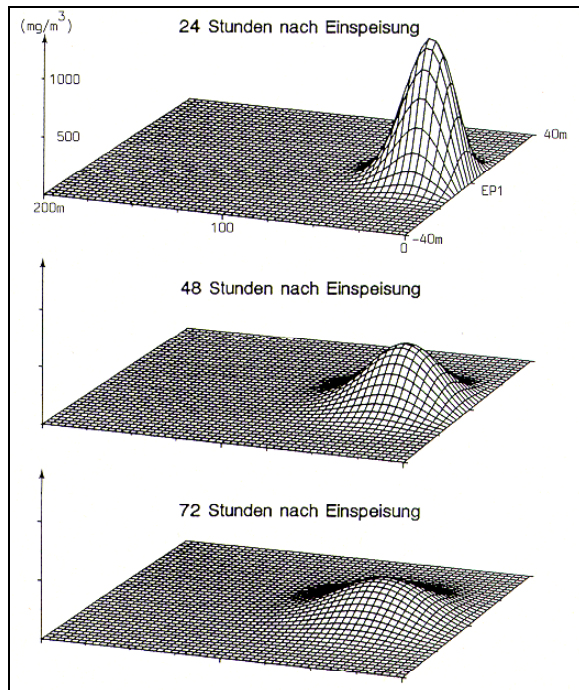 (mg/m³)
24 Stunden nach Einspeisung
1000
500
40m
EP1
200m
100
0
-40m
48 Stunden nach Einspeisung
72 Stunden nach Einspeisung